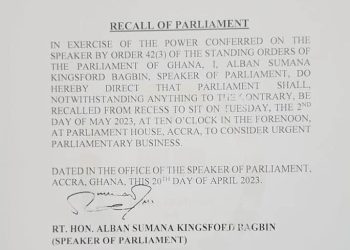 RECALL OF PARLIAMENT
IN EXERCISE OF THE POWER CONFERRED ON THE
SPEAKER BY ORDER 42(3) OF THE STANDING ORDERS OF
THE PARLIAMENT OF GHANA, I, ALBAN SUMANA
KINGSFORD BAGBIN, SPEAKER OF PARLIAMENT, DO
HEREBY DIRECT THAT PARLIAMENT SHALL,
NOTWITHSTANDING ANYTHING TO THE CONTRARY, BE
RECALLED FROM RECESS TO SIT ON TUESDAY, THE 2ND
DAY OF MAY 2023, AT TEN O'CLOCK IN THE FORENOON,
AT PARLIAMENT HOUSE, ACCRA, TO CONSIDER URGENT
PARLIAMENTARY BUSINESS.
DATED IN THE OFFICE OF THE SPEAKER OF PARLIAMENT,
ACCRA, GHANA, THIS 20TH DAY OF APRIL 2023.
RT. HON. ALBAN SUMANA KINGSFOED BAGBIN
(SPEAKER OF PARLIAMENT)